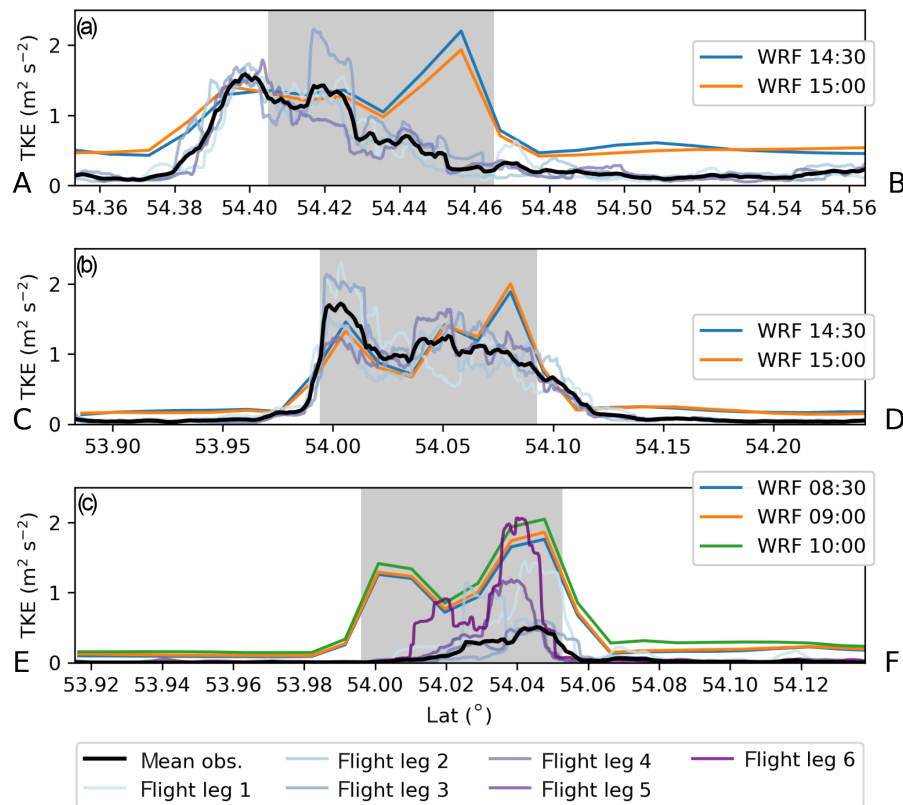 (a)
TKE (m² s⁻²)
2
1
0
WRF 14:30
WRF 15:00
A
B
54.36 54.38 54.40 54.42 54.44 54.46 54.48 54.50 54.52 54.54 54.56
(b)
TKE (m² s⁻²)
2
1
0
WRF 14:30
WRF 15:00
C
D
53.90 53.95 54.00 54.05 54.10 54.15 54.20
(c)
TKE (m² s⁻²)
2
1
0
WRF 08:30
WRF 09:00
WRF 10:00
E
F
53.92 53.94 53.96 53.98 54.00 54.02 54.04 54.06 54.08 54.10 54.12
Lat (°)
Mean obs. Flight leg 2 Flight leg 4 Flight leg 6
Flight leg 1 Flight leg 3 Flight leg 5